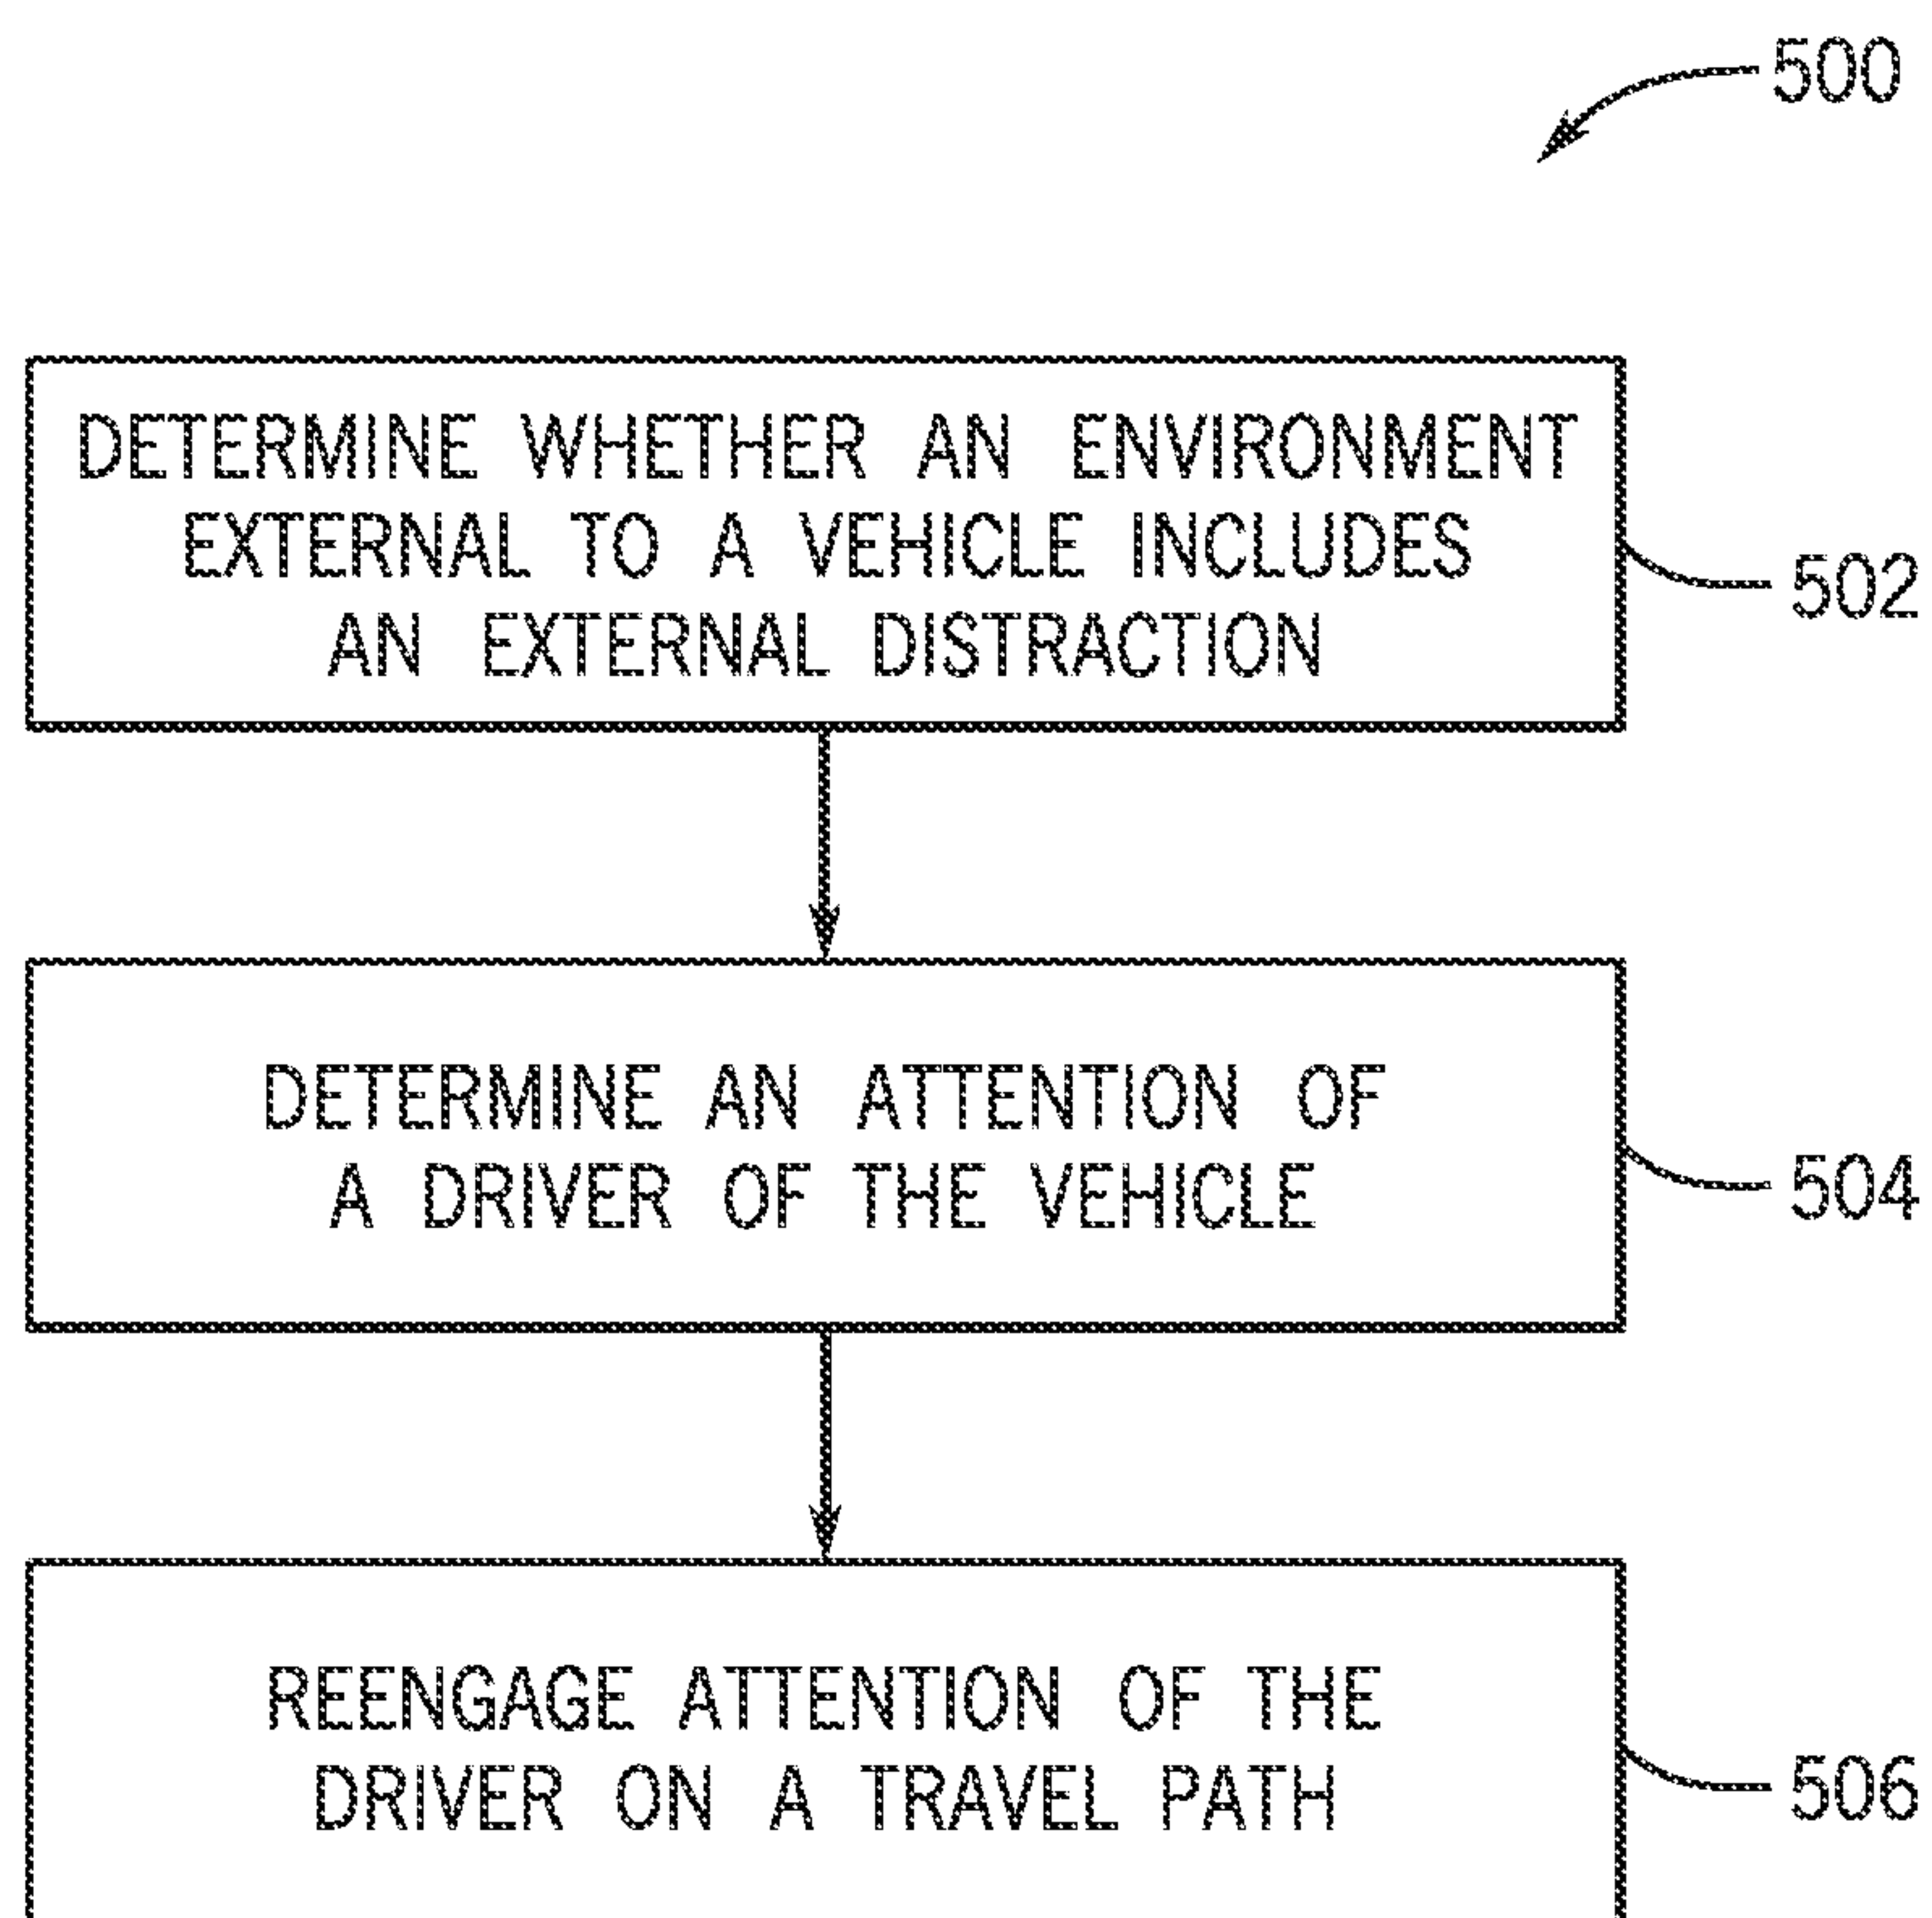 500
DETERMINE WHETHER AN ENVIRONMENT
EXTERNAL TO A VEHICLE INCLUDES
AN EXTERNAL DISTRACTION
502
DETERMINE AN ATTENTION OF
A DRIVER OF THE VEHICLE
504
REENGAGE ATTENTION OF THE
DRIVER ON A TRAVEL PATH
506